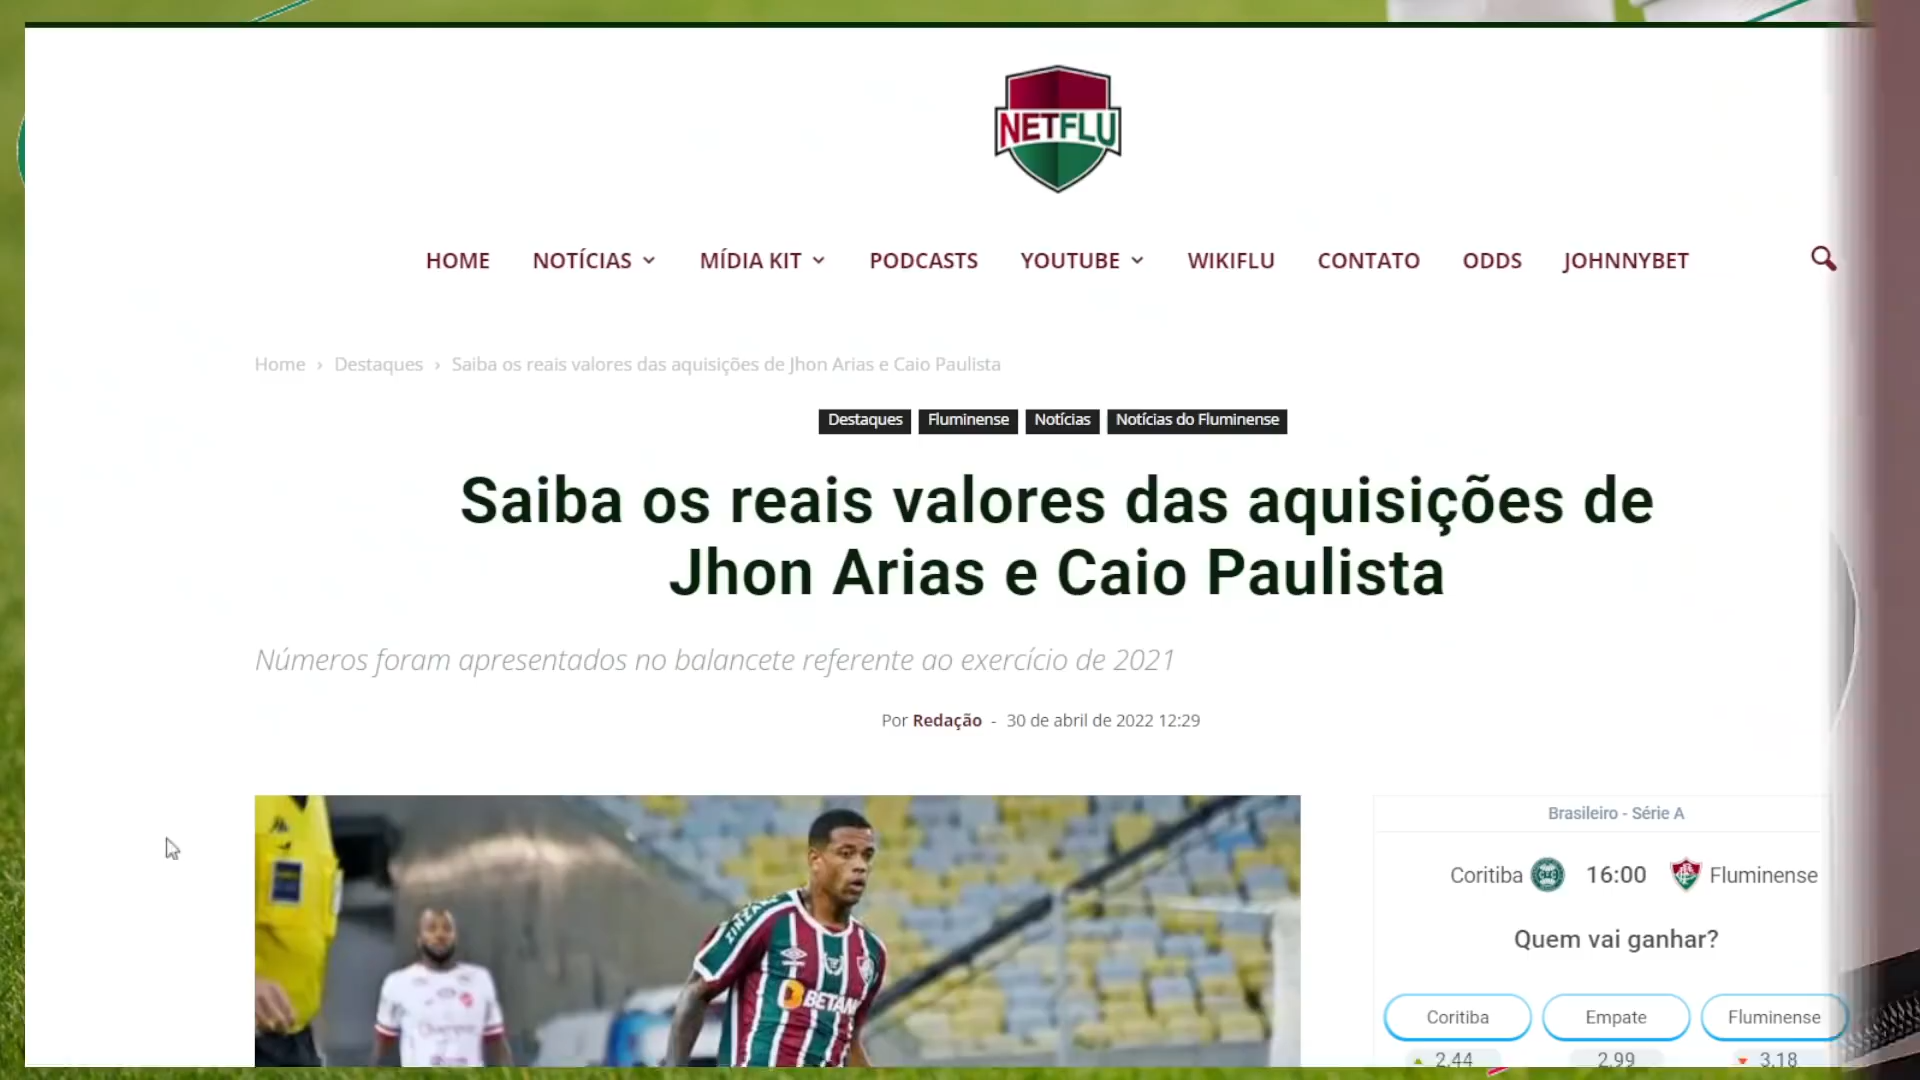 NETFLU
HOME NOTÍCIAS MÍDIA KIT PODCASTS YOUTUBE WIKIFLU CONTATO ODDS JOHNNYBET
Home › Destaques › Saiba os reais valores das aquisições de Jhon Arias e Caio Paulista
Destaques Fluminense Notícias Notícias do Fluminense
Saiba os reais valores das aquisições de
Jhon Arias e Caio Paulista
Números foram apresentados no balancete referente ao exercício de 2021
Por Redação - 30 de abril de 2022 12:29
ZINZANE
BETANO
Brasileiro - Série A
Coritiba 16:00 Fluminense
Quem vai ganhar?
Coritiba Empate Fluminense
2.44 2.99 3.18